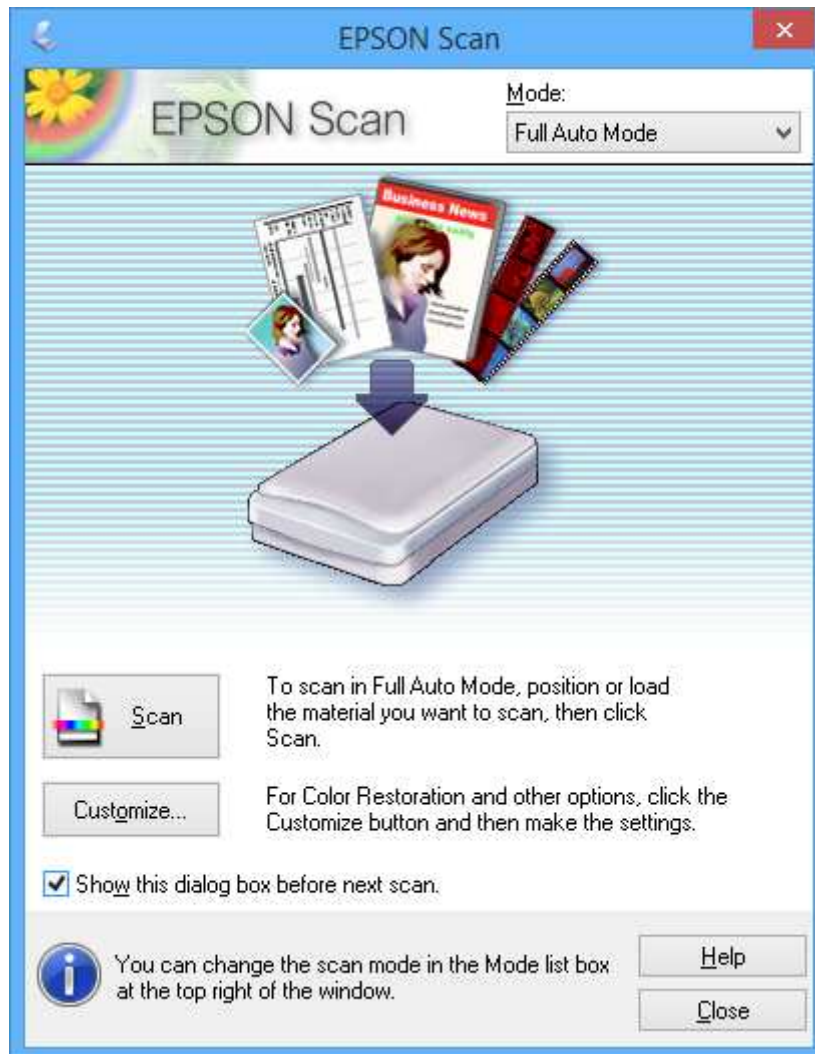 EPSON Scan
EPSON Scan
Mode:
Full Auto Mode
Business News
Scan
To scan in Full Auto Mode, position or load
the material you want to scan, then click
Scan.
Customize...
For Color Restoration and other options, click the
Customize button and then make the settings.
Show this dialog box before next scan.
You can change the scan mode in the Mode list box
at the top right of the window.
Help
Close